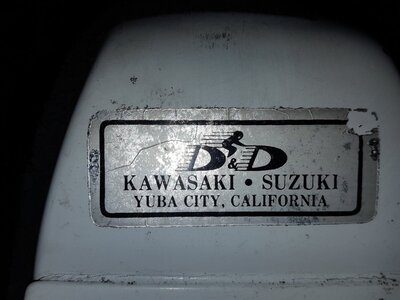 D&D
KAWASAKI • SUZUKI
YUBA CITY, CALIFORNIA